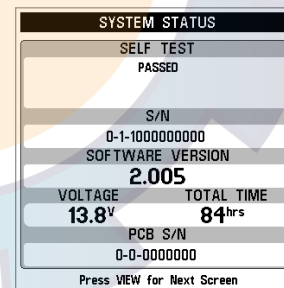 SYSTEM STATUS
SELF TEST
PASSED
S/N
0-1-1000000000
SOFTWARE VERSION
2.005
VOLTAGE TOTAL TIME
13.8V 84hrs
PCB S/N
0-0-0000000
Press VIEW for Next Screen